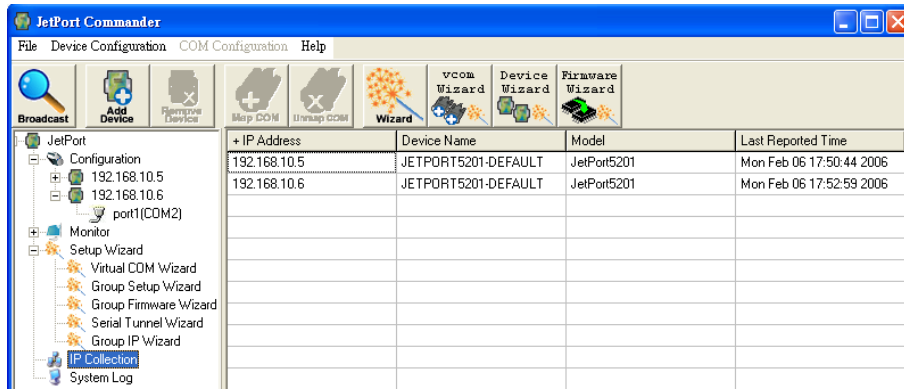 JetPort Commander
File Device Configuration COM Configuration Help
Broadcast
Add Device
Remove Device
Map COM
Unmap COM
Wizard
vcom Wizard
Device Wizard
Firmware Wizard
JetPort
Configuration
192.168.10.5
192.168.10.6
port1(COM2)
Monitor
Setup Wizard
Virtual COM Wizard
Group Setup Wizard
Group Firmware Wizard
Serial Tunnel Wizard
Group IP Wizard
IP Collection
System Log
+ IP Address Device Name Model Last Reported Time
192.168.10.5 JETPORT5201-DEFAULT JetPort5201 Mon Feb 06 17:50:44 2006
192.168.10.6 JETPORT5201-DEFAULT JetPort5201 Mon Feb 06 17:52:59 2006